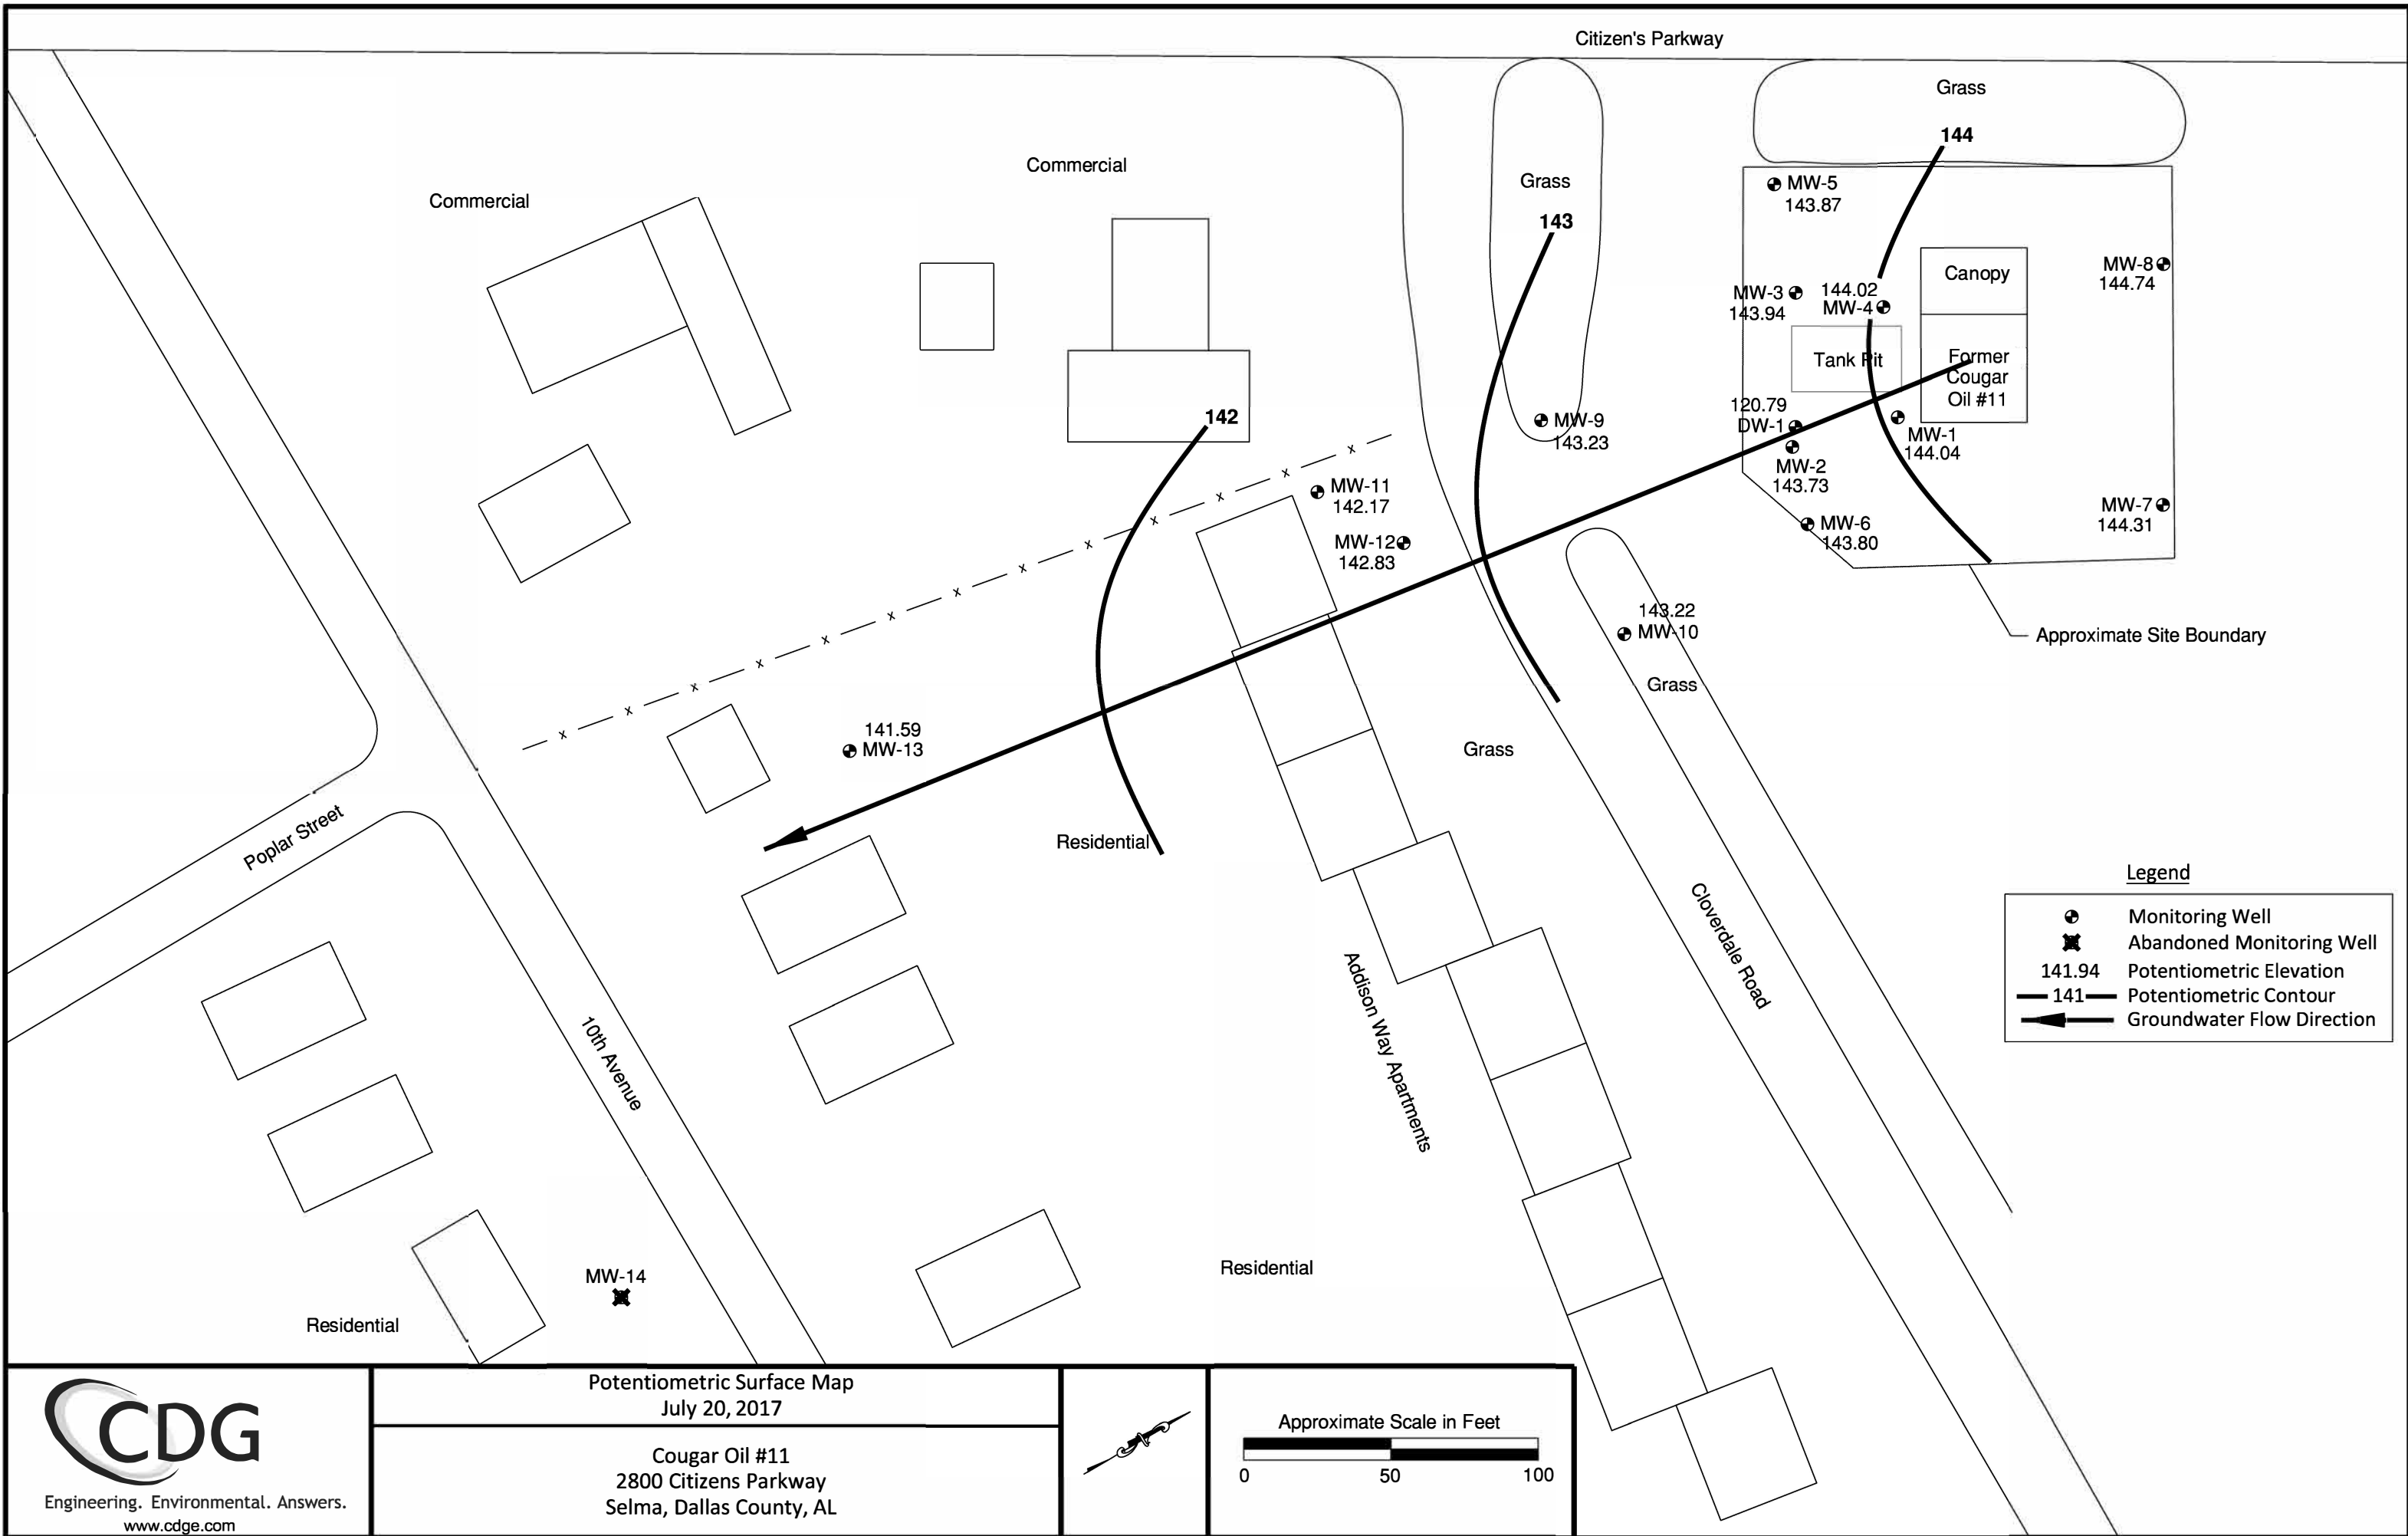 Citizen's Parkway
Grass
144
Commercial
Commercial
Grass
143
MW-5
143.87
Canopy
MW-8
144.74
MW-3
143.94
144.02
MW-4
Tank Pit
Former
Cougar
Oil #11
142
120.79
DW-1
MW-9
143.23
MW-1
144.04
MW-2
143.73
MW-11
142.17
MW-7
144.31
MW-6
143.80
MW-12
142.83
143.22
MW-10
Approximate Site Boundary
Grass
141.59
MW-13
Grass
Poplar Street
Residential
Cloverdale Road
Addison Way Apartments
10th Avenue
Legend
Monitoring Well
Abandoned Monitoring Well
141.94 Potentiometric Elevation
141 Potentiometric Contour
Groundwater Flow Direction
MW-14
Residential
Residential
CDG
Engineering. Environmental. Answers.
www.cdge.com
Potentiometric Surface Map
July 20, 2017
Cougar Oil #11
2800 Citizens Parkway
Selma, Dallas County, AL
N
Approximate Scale in Feet
0 50 100